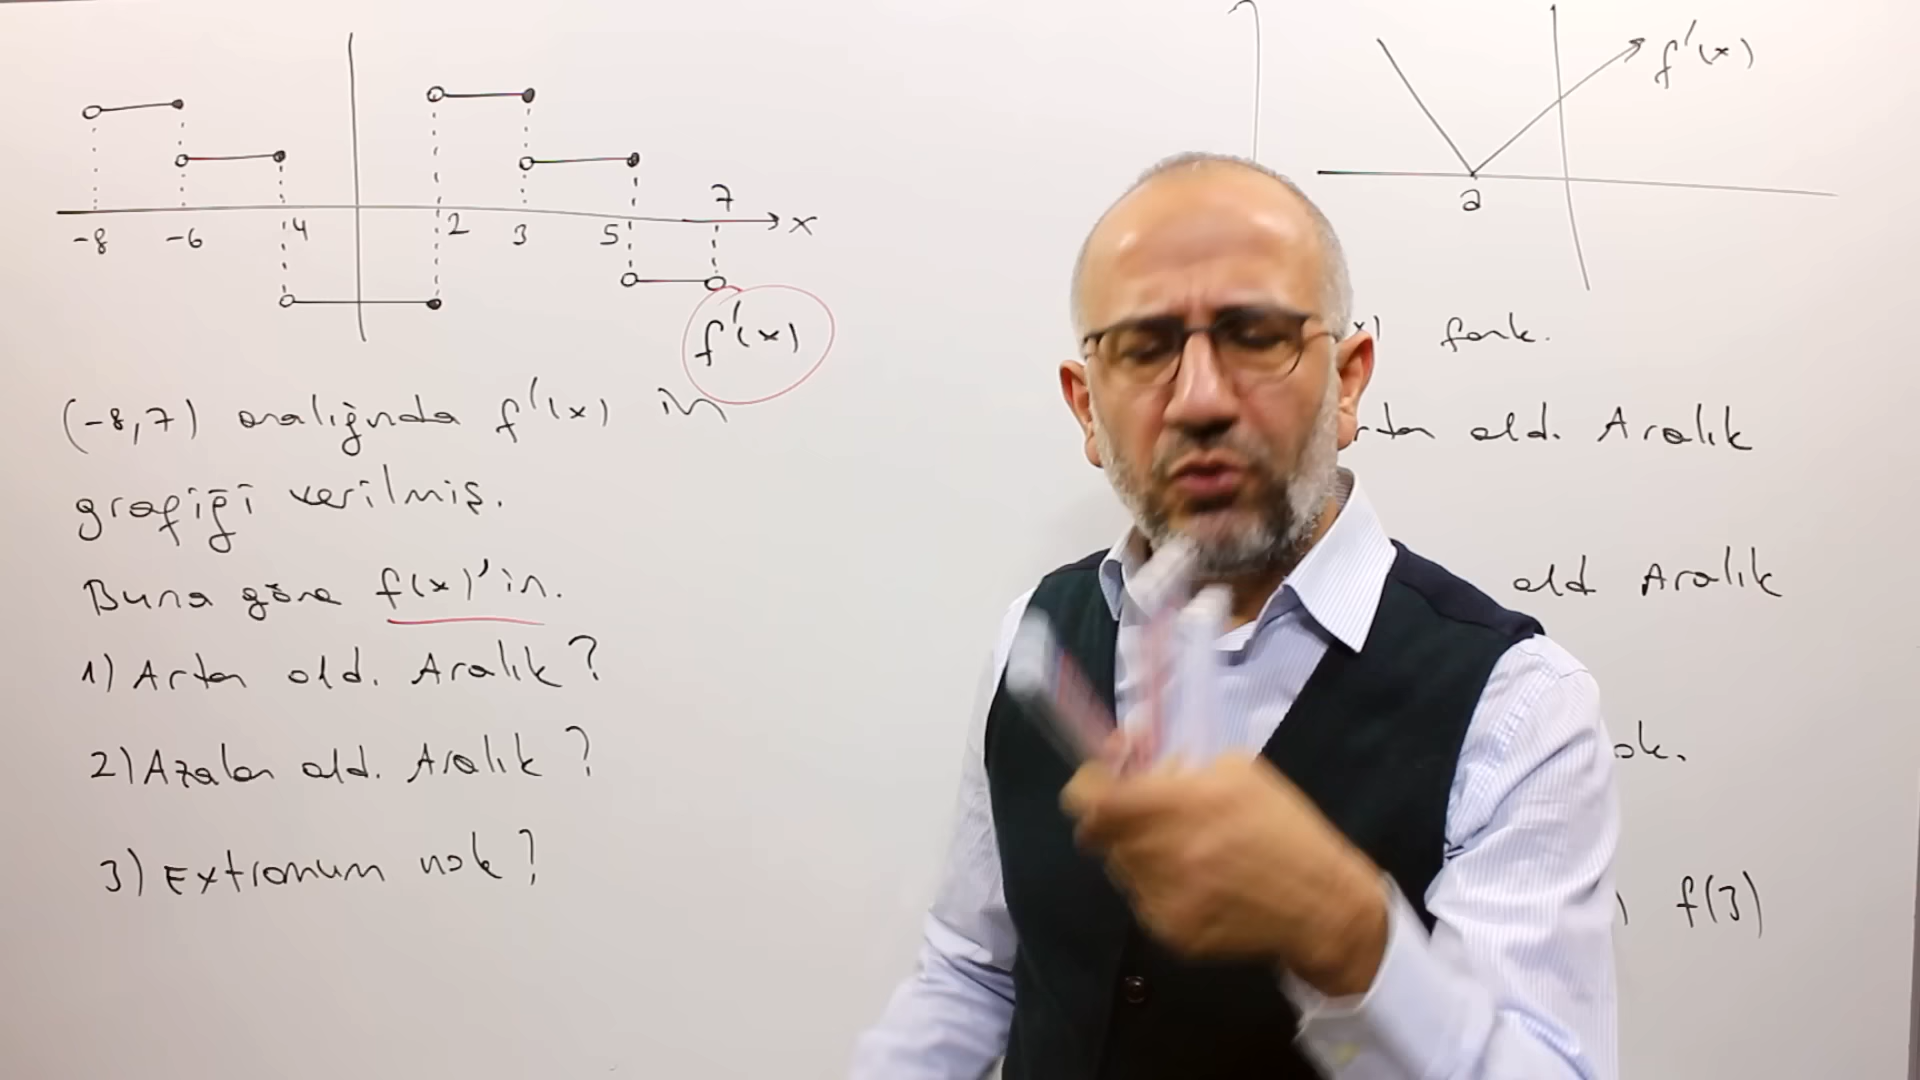 -8 -6 4 2 3 5 7 x
f'(x)
(-8,7) aralığında f'(x) in
grafiği verilmiş.
Buna göre f(x)'in.
1) Artan old. Aralık?
2) Azalan old. Aralık?
3) Extremum nok?
f'(x)
a
fonk.
old. Aralık
old Aralık
f(3)